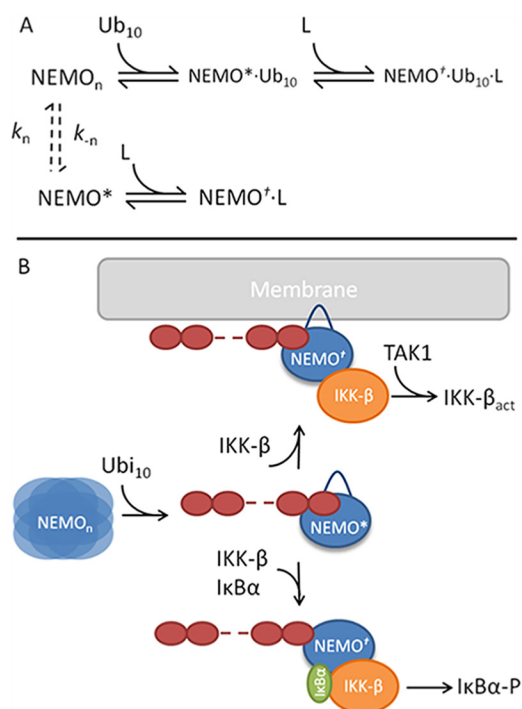 A
Ub10
L
NEMOn
NEMO*·Ub10
NEMO†·Ub10·L
kn
k-n
L
NEMO*
NEMO†·L
B
Membrane
NEMO†
TAK1
IKK-β
IKK-βact
IKK-β
Ubi10
NEMOn
NEMO*
IKK-β
IκBα
NEMO†
IκBα
IKK-β
IκBα-P